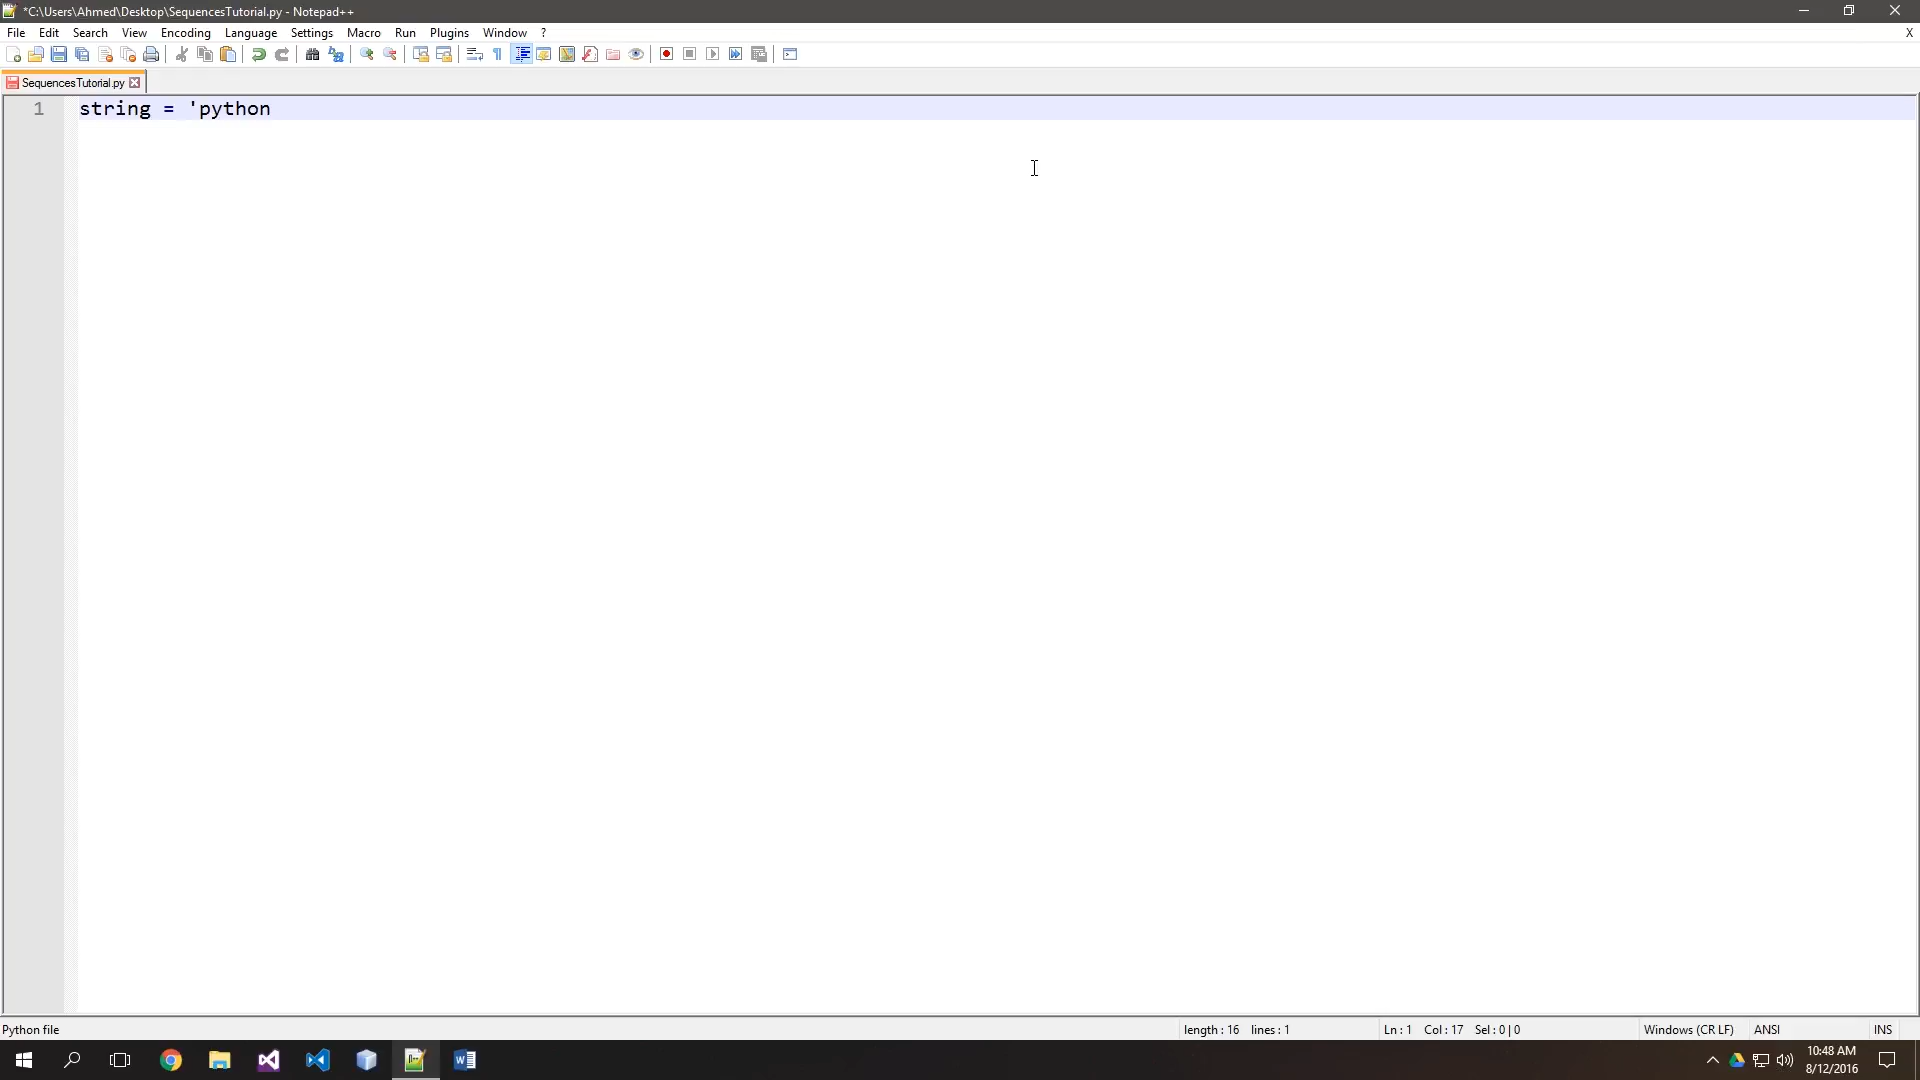 *C:\Users\Ahmed\Desktop\SequencesTutorial.py - Notepad++
File Edit Search View Encoding Language Settings Macro Run Plugins Window ? X
SequencesTutorial.py
1 string = 'python
Python file length : 16 lines : 1 Ln : 1 Col : 17 Sel : 0 | 0 Windows (CR LF) ANSI INS
10:48 AM
8/12/2016